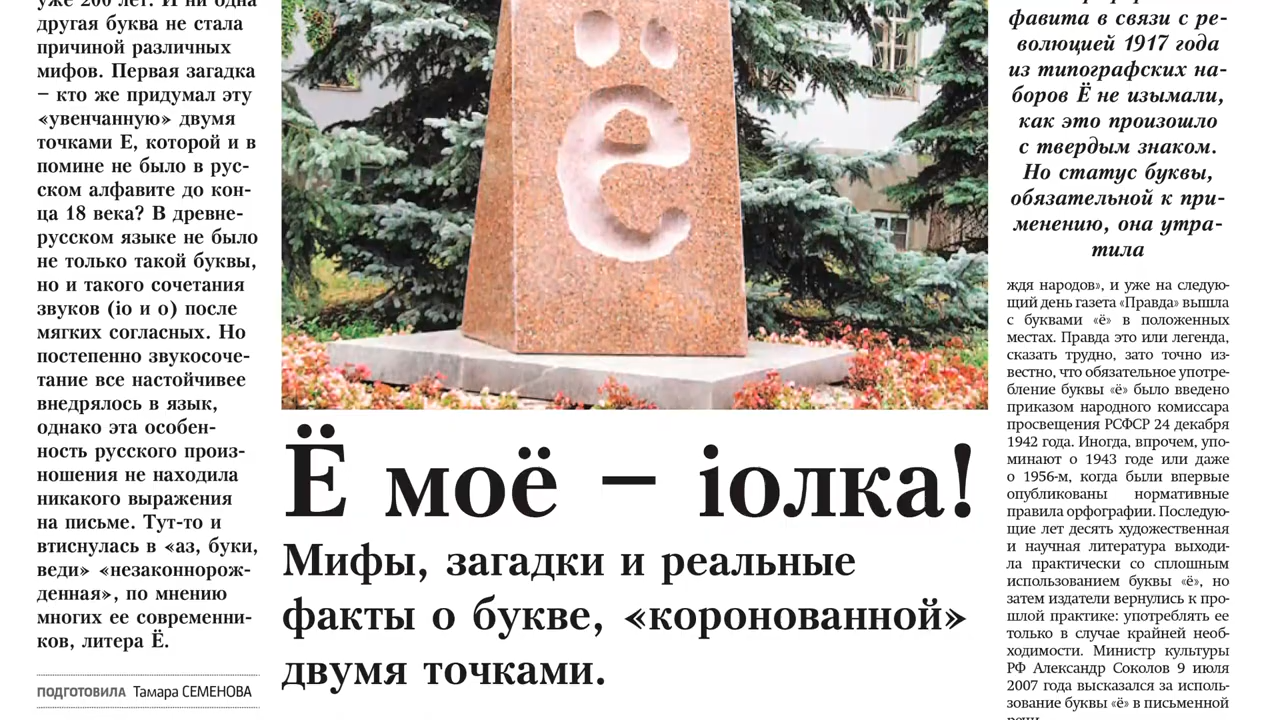 уже 200 лет. И ни одна
другая буква не стала
причиной различных
мифов. Первая загадка
– кто же придумал эту
«увенчанную» двумя
точками Е, которой и в
помине не было в рус-
ском алфавите до кон-
ца 18 века? В древне-
русском языке не было
не только такой буквы,
но и такого сочетания
звуков (io и о) после
мягких согласных. Но
постепенно звукосоче-
тание все настойчивее
внедрялось в язык,
однако эта особен-
ность русского произ-
ношения не находила
никакого выражения
на письме. Тут-то и
втиснулась в «аз, буки,
веди» «незаконнорож-
денная», по мнению
многих ее современни-
ков, литера Ё.
ПОДГОТОВИЛА Тамара СЕМЕНОВА
ё
Ё моё – iолка!
Мифы, загадки и реальные
факты о букве, «коронованной»
двумя точками.
фавита в связи с ре-
волюцией 1917 года
из типографских на-
боров Ё не изымали,
как это произошло
с твердым знаком.
Но статус буквы,
обязательной к при-
менению, она утра-
тила
ждя народов», и уже на следую-
щий день газета «Правда» вышла
с буквами «ё» в положенных
местах. Правда это или легенда,
сказать трудно, зато точно из-
вестно, что обязательное употре-
бление буквы «ё» было введено
приказом народного комиссара
просвещения РСФСР 24 декабря
1942 года. Иногда, впрочем, упо-
минают о 1943 годе или даже
о 1956-м, когда были впервые
опубликованы нормативные
правила орфографии. Последую-
щие лет десять художественная
и научная литература выходи-
ла практически со сплошным
использованием буквы «ё», но
затем издатели вернулись к про-
шлой практике: употреблять ее
только в случае крайней необ-
ходимости. Министр культуры
РФ Александр Соколов 9 июля
2007 года высказался за исполь-
зование буквы «ё» в письменной